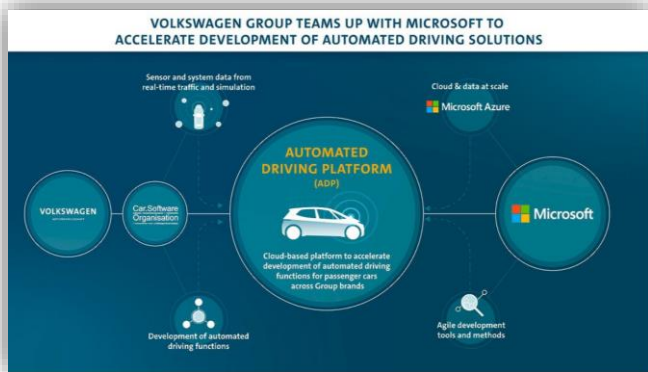 VOLKSWAGEN GROUP TEAMS UP WITH MICROSOFT TO
ACCELERATE DEVELOPMENT OF AUTOMATED DRIVING SOLUTIONS
Sensor and system data from
real-time traffic and simulation
Cloud & data at scale
Microsoft Azure
AUTOMATED
DRIVING PLATFORM
(ADP)
VOLKSWAGEN
Car.Software
Organisation
Microsoft
Cloud-based platform to accelerate
development of automated driving
functions for passenger cars
across Group brands
Development of automated
driving functions
Agile development
tools and methods